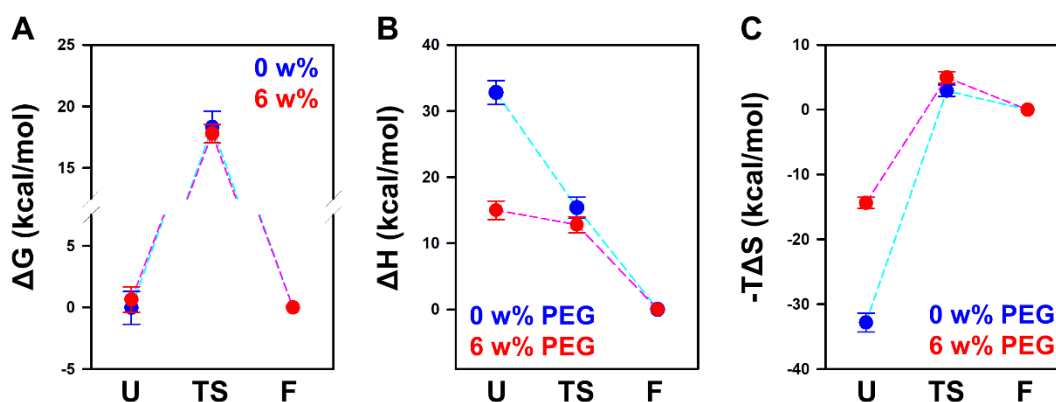 A
ΔG (kcal/mol)
25
20
15
5
0
-5
0 w%
6 w%
U TS F
B
ΔH (kcal/mol)
40
30
20
10
0
0 w% PEG
6 w% PEG
U TS F
C
-TΔS (kcal/mol)
10
0
-10
-20
-30
-40
0 w% PEG
6 w% PEG
U TS F